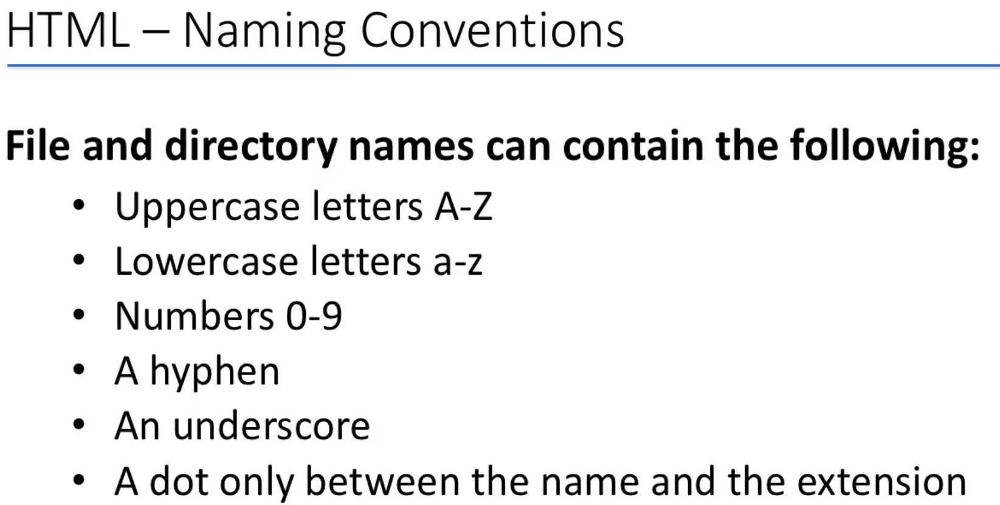 HTML – Naming Conventions
File and directory names can contain the following:
• Uppercase letters A-Z
• Lowercase letters a-z
• Numbers 0-9
• A hyphen
• An underscore
• A dot only between the name and the extension